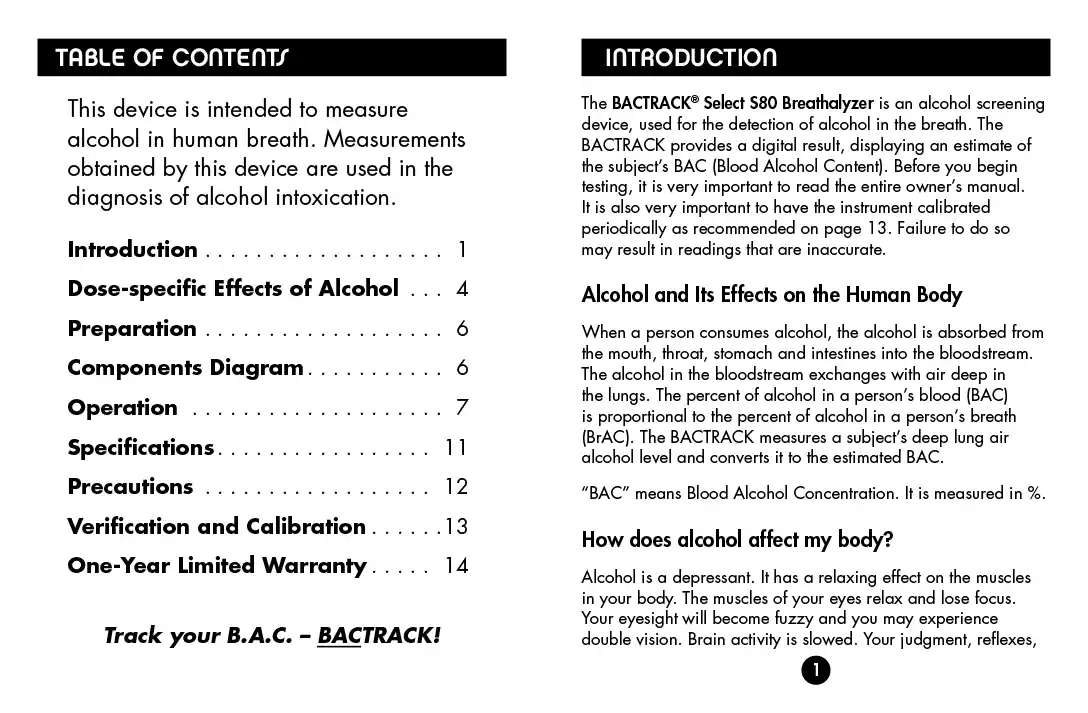 TABLE OF CONTENTS
This device is intended to measure
alcohol in human breath. Measurements
obtained by this device are used in the
diagnosis of alcohol intoxication.
Introduction . . . . . . . . . . . . . . . . . . . 1
Dose-specific Effects of Alcohol . . . 4
Preparation . . . . . . . . . . . . . . . . . . . 6
Components Diagram . . . . . . . . . . . 6
Operation . . . . . . . . . . . . . . . . . . . . 7
Specifications . . . . . . . . . . . . . . . . . 11
Precautions . . . . . . . . . . . . . . . . . . 12
Verification and Calibration . . . . . . 13
One-Year Limited Warranty . . . . . 14
Track your B.A.C. – BACTRACK!
INTRODUCTION
The BACTRACK® Select S80 Breathalyzer is an alcohol screening
device, used for the detection of alcohol in the breath. The
BACTRACK provides a digital result, displaying an estimate of
the subject’s BAC (Blood Alcohol Content). Before you begin
testing, it is very important to read the entire owner’s manual.
It is also very important to have the instrument calibrated
periodically as recommended on page 13. Failure to do so
may result in readings that are inaccurate.
Alcohol and Its Effects on the Human Body
When a person consumes alcohol, the alcohol is absorbed from
the mouth, throat, stomach and intestines into the bloodstream.
The alcohol in the bloodstream exchanges with air deep in
the lungs. The percent of alcohol in a person’s blood (BAC)
is proportional to the percent of alcohol in a person’s breath
(BrAC). The BACTRACK measures a subject’s deep lung air
alcohol level and converts it to the estimated BAC.
“BAC” means Blood Alcohol Concentration. It is measured in %.
How does alcohol affect my body?
Alcohol is a depressant. It has a relaxing effect on the muscles
in your body. The muscles of your eyes relax and lose focus.
Your eyesight will become fuzzy and you may experience
double vision. Brain activity is slowed. Your judgment, reflexes,
1